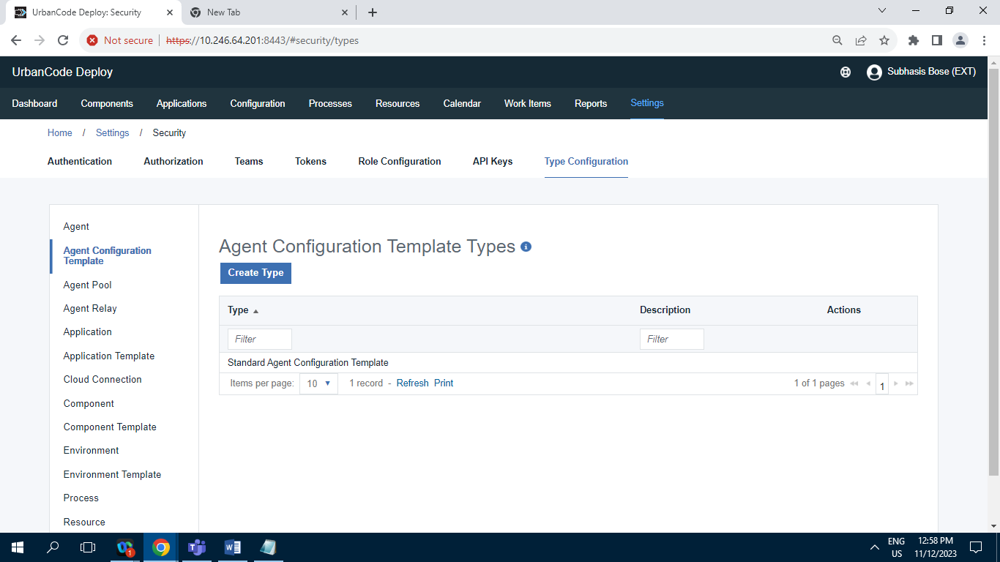 UrbanCode Deploy: Security
New Tab
Not secure
https://10.246.64.201:8443/#security/types
UrbanCode Deploy
Subhasis Bose (EXT)
Dashboard Components Applications Configuration Processes Resources Calendar Work Items Reports Settings
Home / Settings / Security
Authentication Authorization Teams Tokens Role Configuration API Keys Type Configuration
Agent
Agent Configuration
Template
Agent Pool
Agent Relay
Application
Application Template
Cloud Connection
Component
Component Template
Environment
Environment Template
Process
Resource
Agent Configuration Template Types
Create Type
Type Description Actions
Filter Filter
Standard Agent Configuration Template
Items per page: 10 1 record - Refresh Print 1 of 1 pages 1
1
ENG 12:58 PM
US 11/12/2023